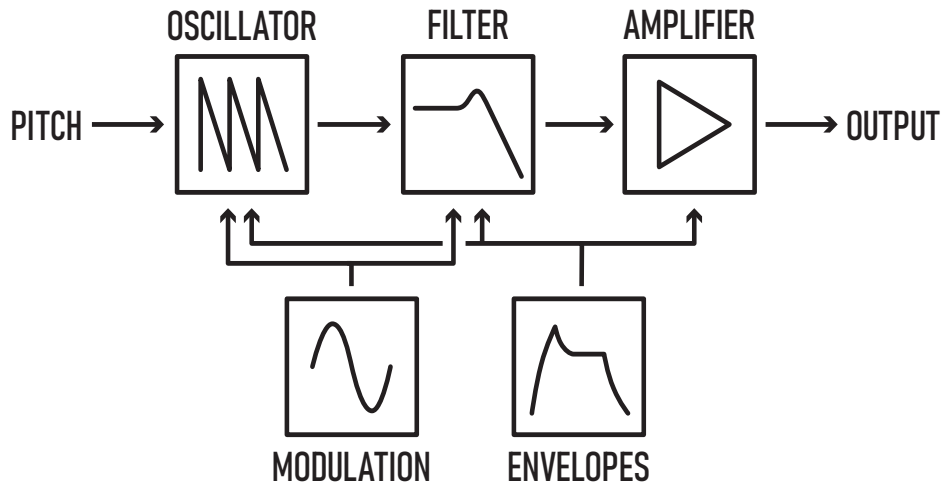 OSCILLATOR FILTER AMPLIFIER
PITCH OUTPUT
MODULATION ENVELOPES